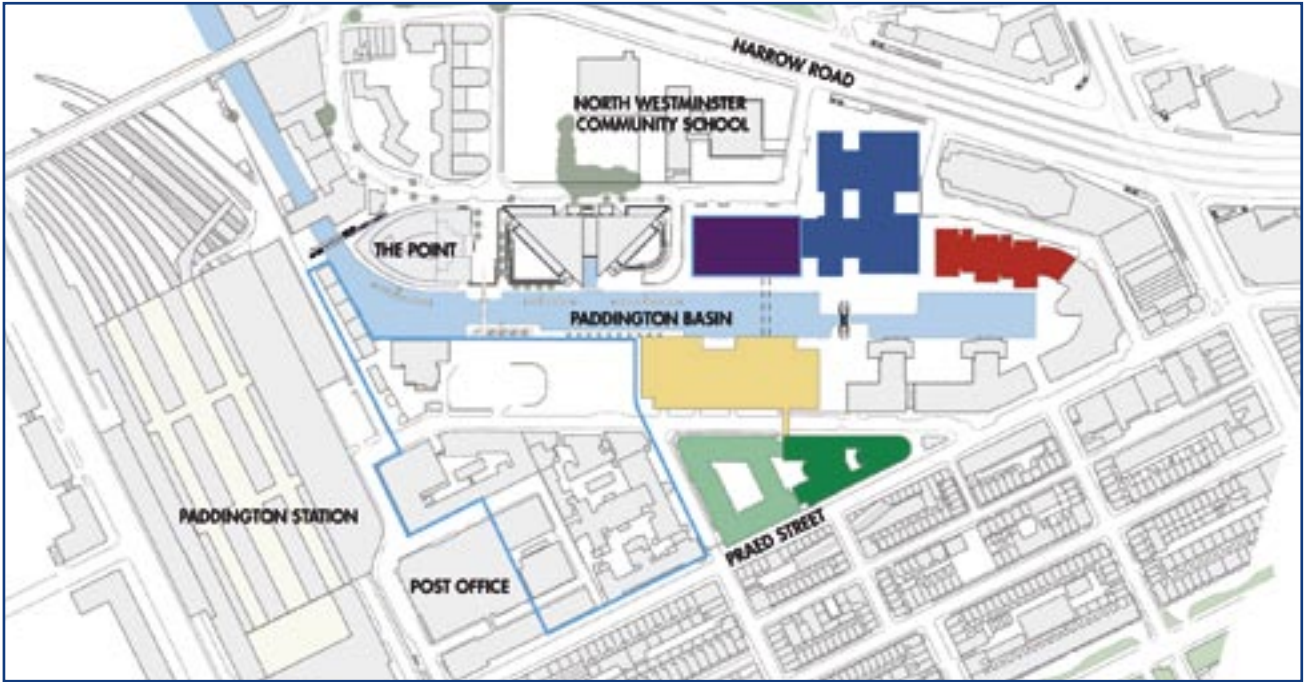 HARROW ROAD
NORTH WESTMINSTER
COMMUNITY SCHOOL
THE POINT
PADDINGTON BASIN
PADDINGTON STATION
PRAED STREET
POST OFFICE